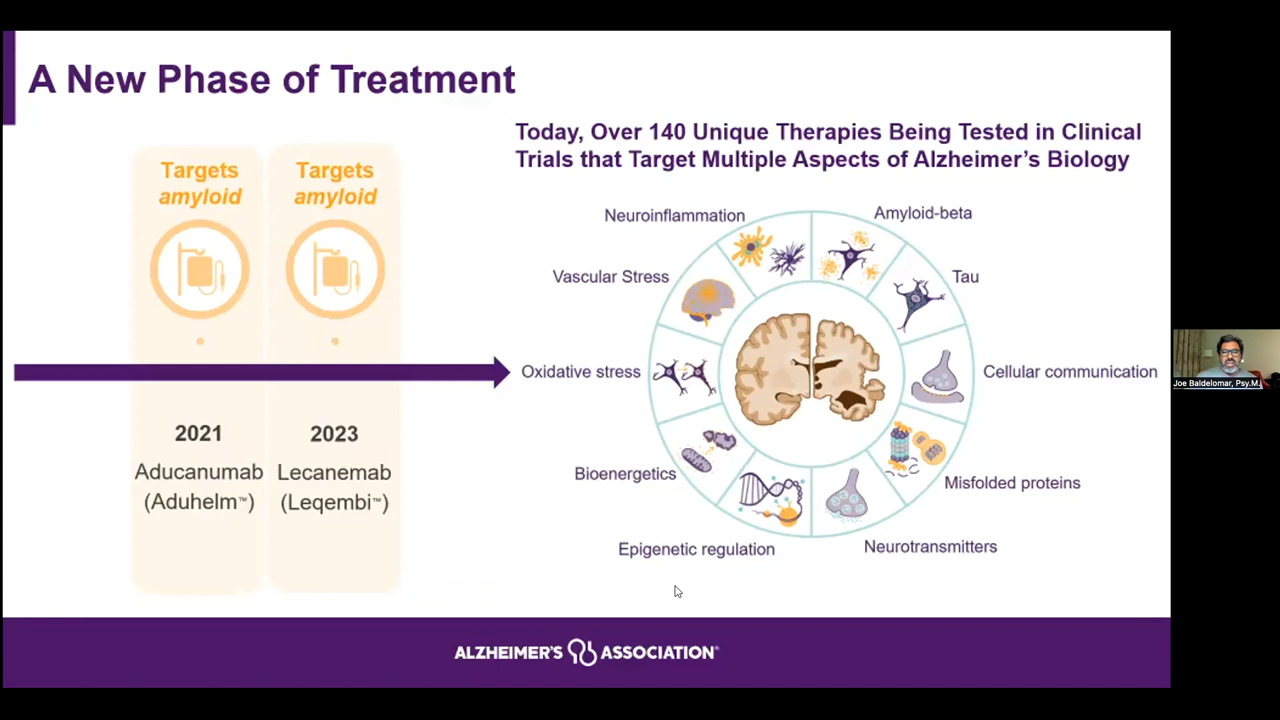 A New Phase of Treatment
Today, Over 140 Unique Therapies Being Tested in Clinical
Trials that Target Multiple Aspects of Alzheimer's Biology
Targets
amyloid
Targets
amyloid
2021
Aducanumab
(Aduhelm™)
2023
Lecanemab
(Leqembi™)
Neuroinflammation
Amyloid-beta
Vascular Stress
Tau
Oxidative stress
Cellular communication
Bioenergetics
Misfolded proteins
Epigenetic regulation
Neurotransmitters
ALZHEIMER'S ASSOCIATION®
Joe Baldelomar, Psy.M.